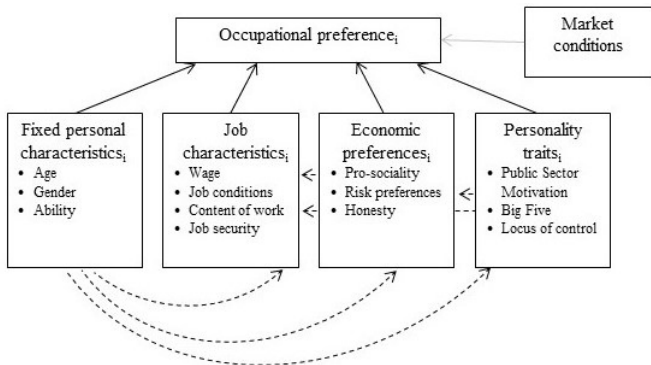 Occupational preferenceᵢ
Market
conditions
Fixed personal
characteristicsᵢ
• Age
• Gender
• Ability
Job
characteristicsᵢ
• Wage
• Job conditions
• Content of work
• Job security
Economic
preferencesᵢ
• Pro-sociality
• Risk preferences
• Honesty
Personality
traitsᵢ
• Public Sector
Motivation
• Big Five
• Locus of control